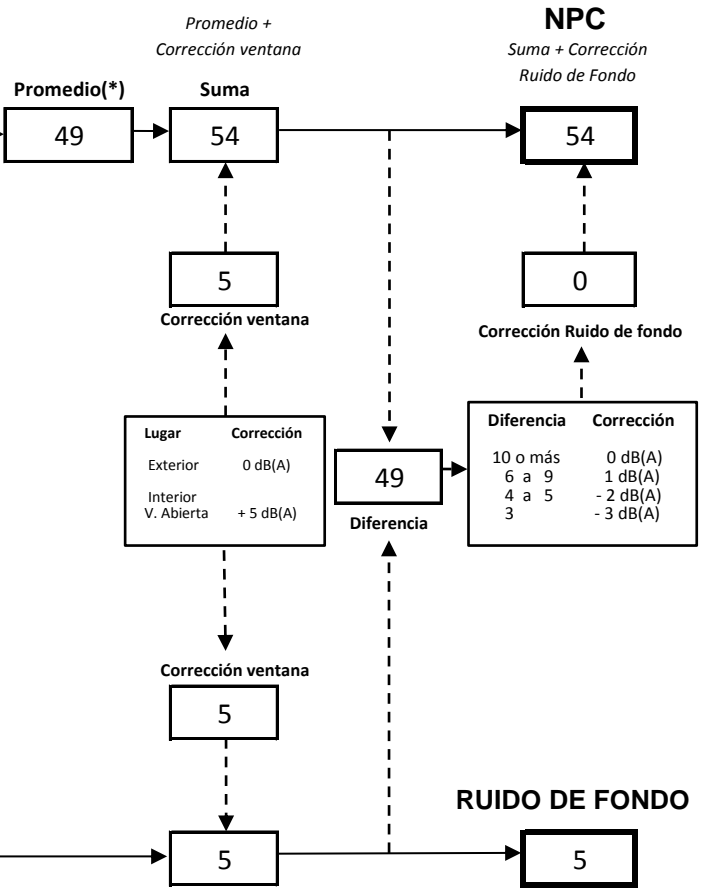 Promedio +
Corrección ventana
NPC
Suma + Corrección
Ruido de Fondo
Promedio(*)
Suma
49
54
54
5
0
Corrección ventana
Corrección Ruido de fondo
Lugar Corrección
Exterior 0 dB(A)
Interior
V. Abierta + 5 dB(A)
49
Diferencia
Diferencia Corrección
10 o más 0 dB(A)
6 a 9 1 dB(A)
4 a 5 - 2 dB(A)
3 - 3 dB(A)
Corrección ventana
5
RUIDO DE FONDO
5
5